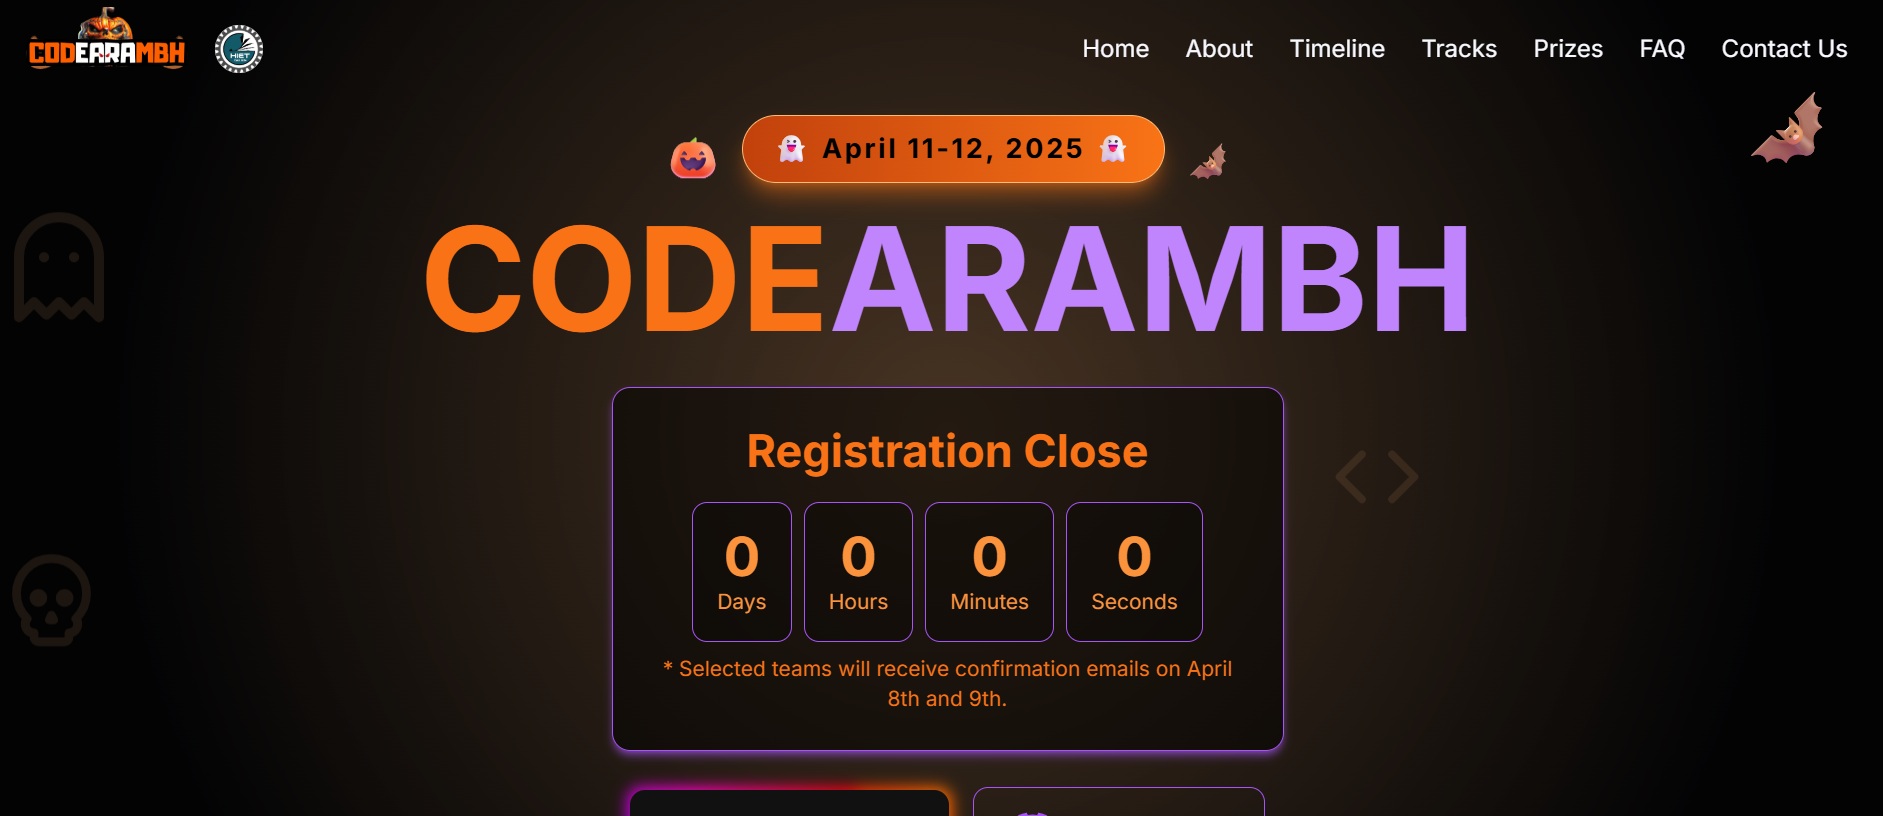 CODEARAMBH
HIET
Home About Timeline Tracks Prizes FAQ Contact Us
April 11-12, 2025
CODEARAMBH
Registration Close
0 0 0 0
Days Hours Minutes Seconds
* Selected teams will receive confirmation emails on April
8th and 9th.